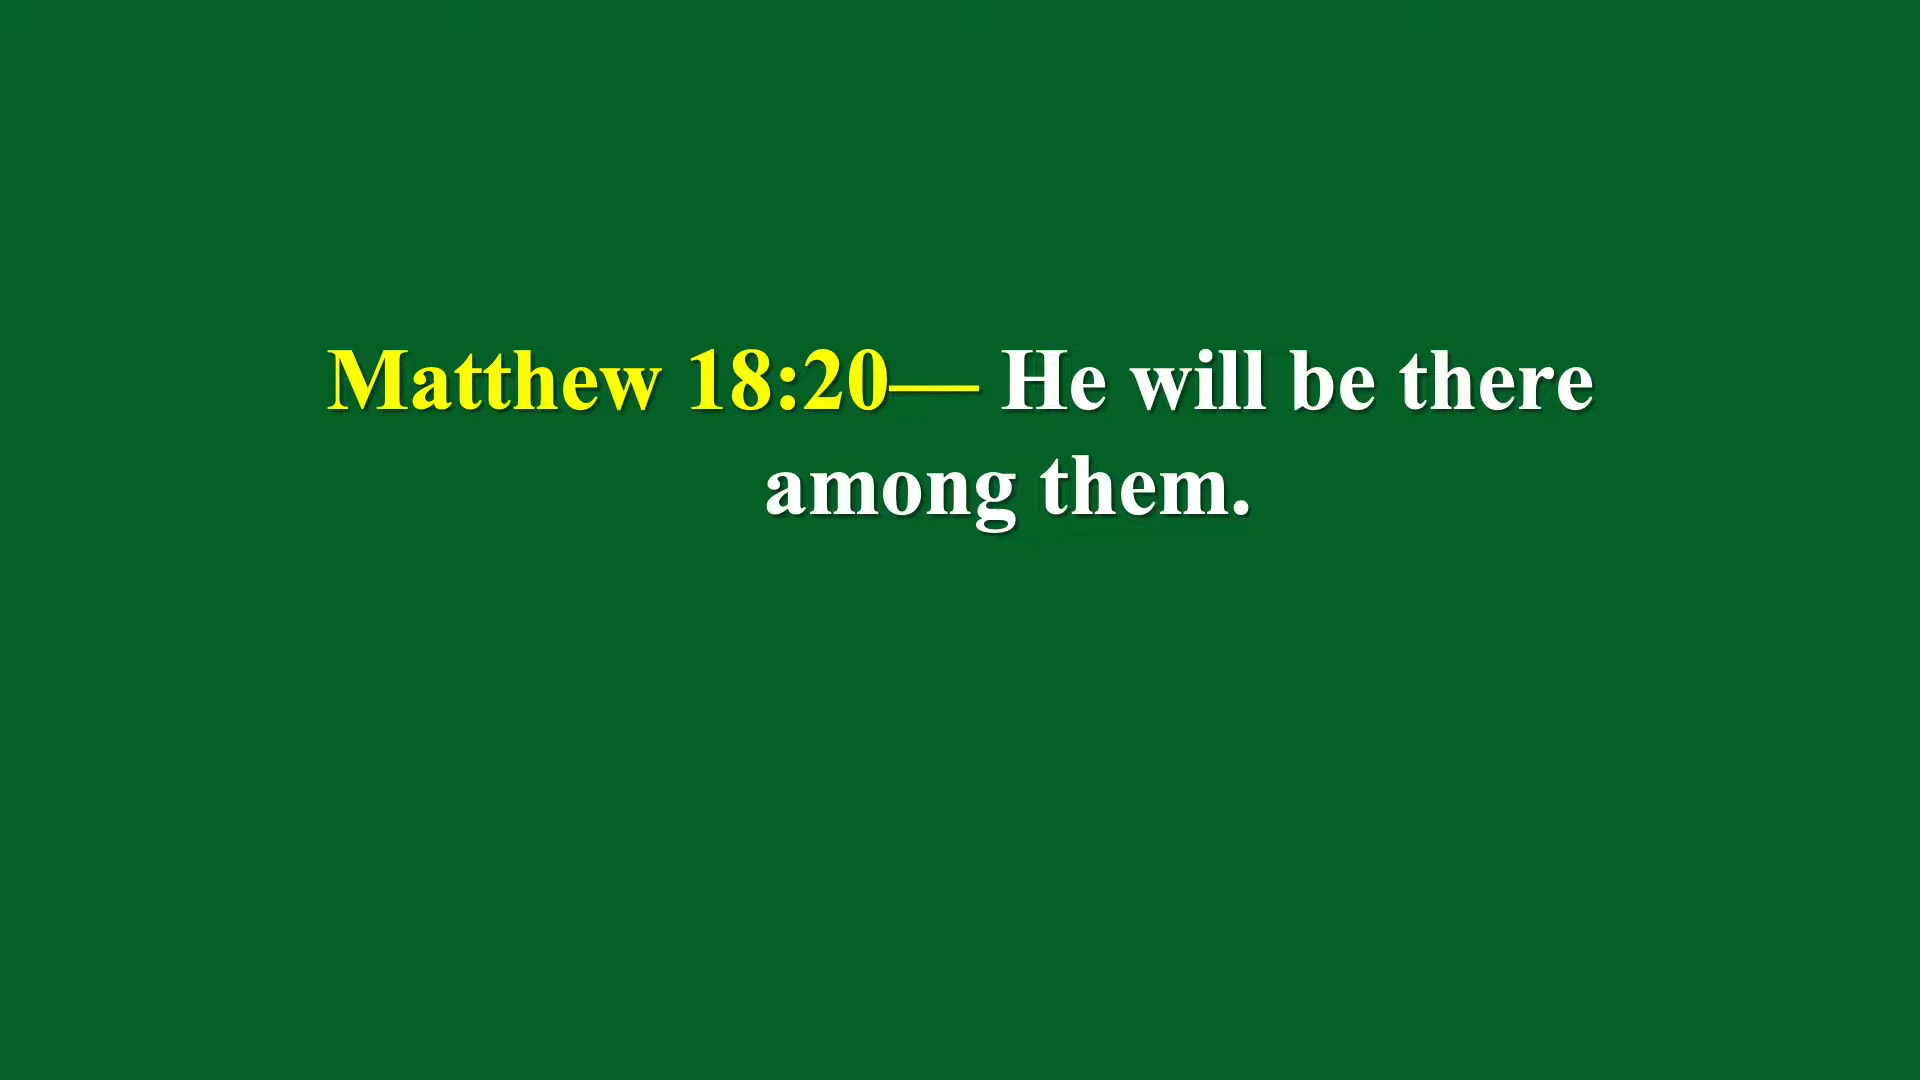 Matthew 18:20— He will be there
among them.